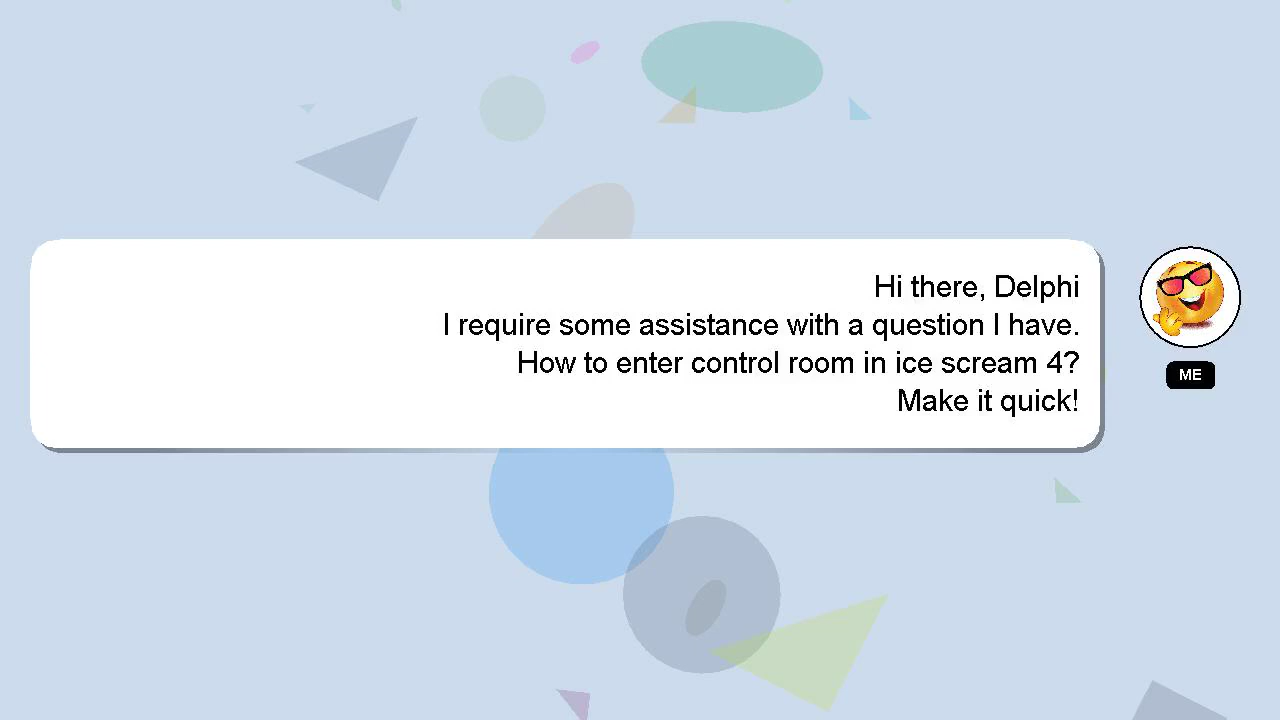 Hi there, Delphi
I require some assistance with a question I have.
How to enter control room in ice scream 4?
Make it quick!
ME